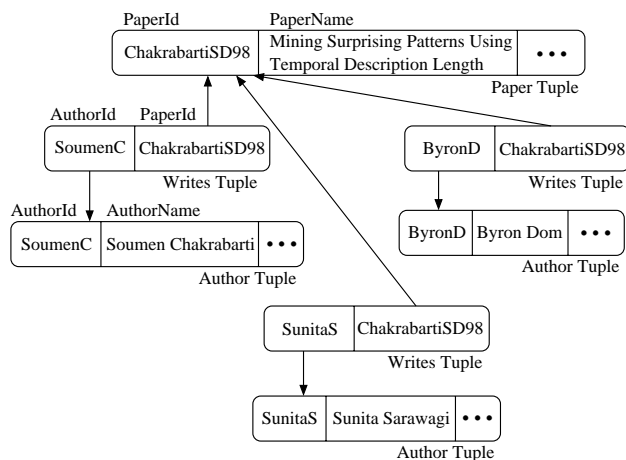 PaperId PaperName
ChakrabartiSD98 Mining Surprising Patterns Using
Temporal Description Length •••
Paper Tuple
AuthorId PaperId
SoumenC ChakrabartiSD98
Writes Tuple
ByronD ChakrabartiSD98
Writes Tuple
AuthorId AuthorName
SoumenC Soumen Chakrabarti •••
Author Tuple
ByronD Byron Dom •••
Author Tuple
SunitaS ChakrabartiSD98
Writes Tuple
SunitaS Sunita Sarawagi •••
Author Tuple